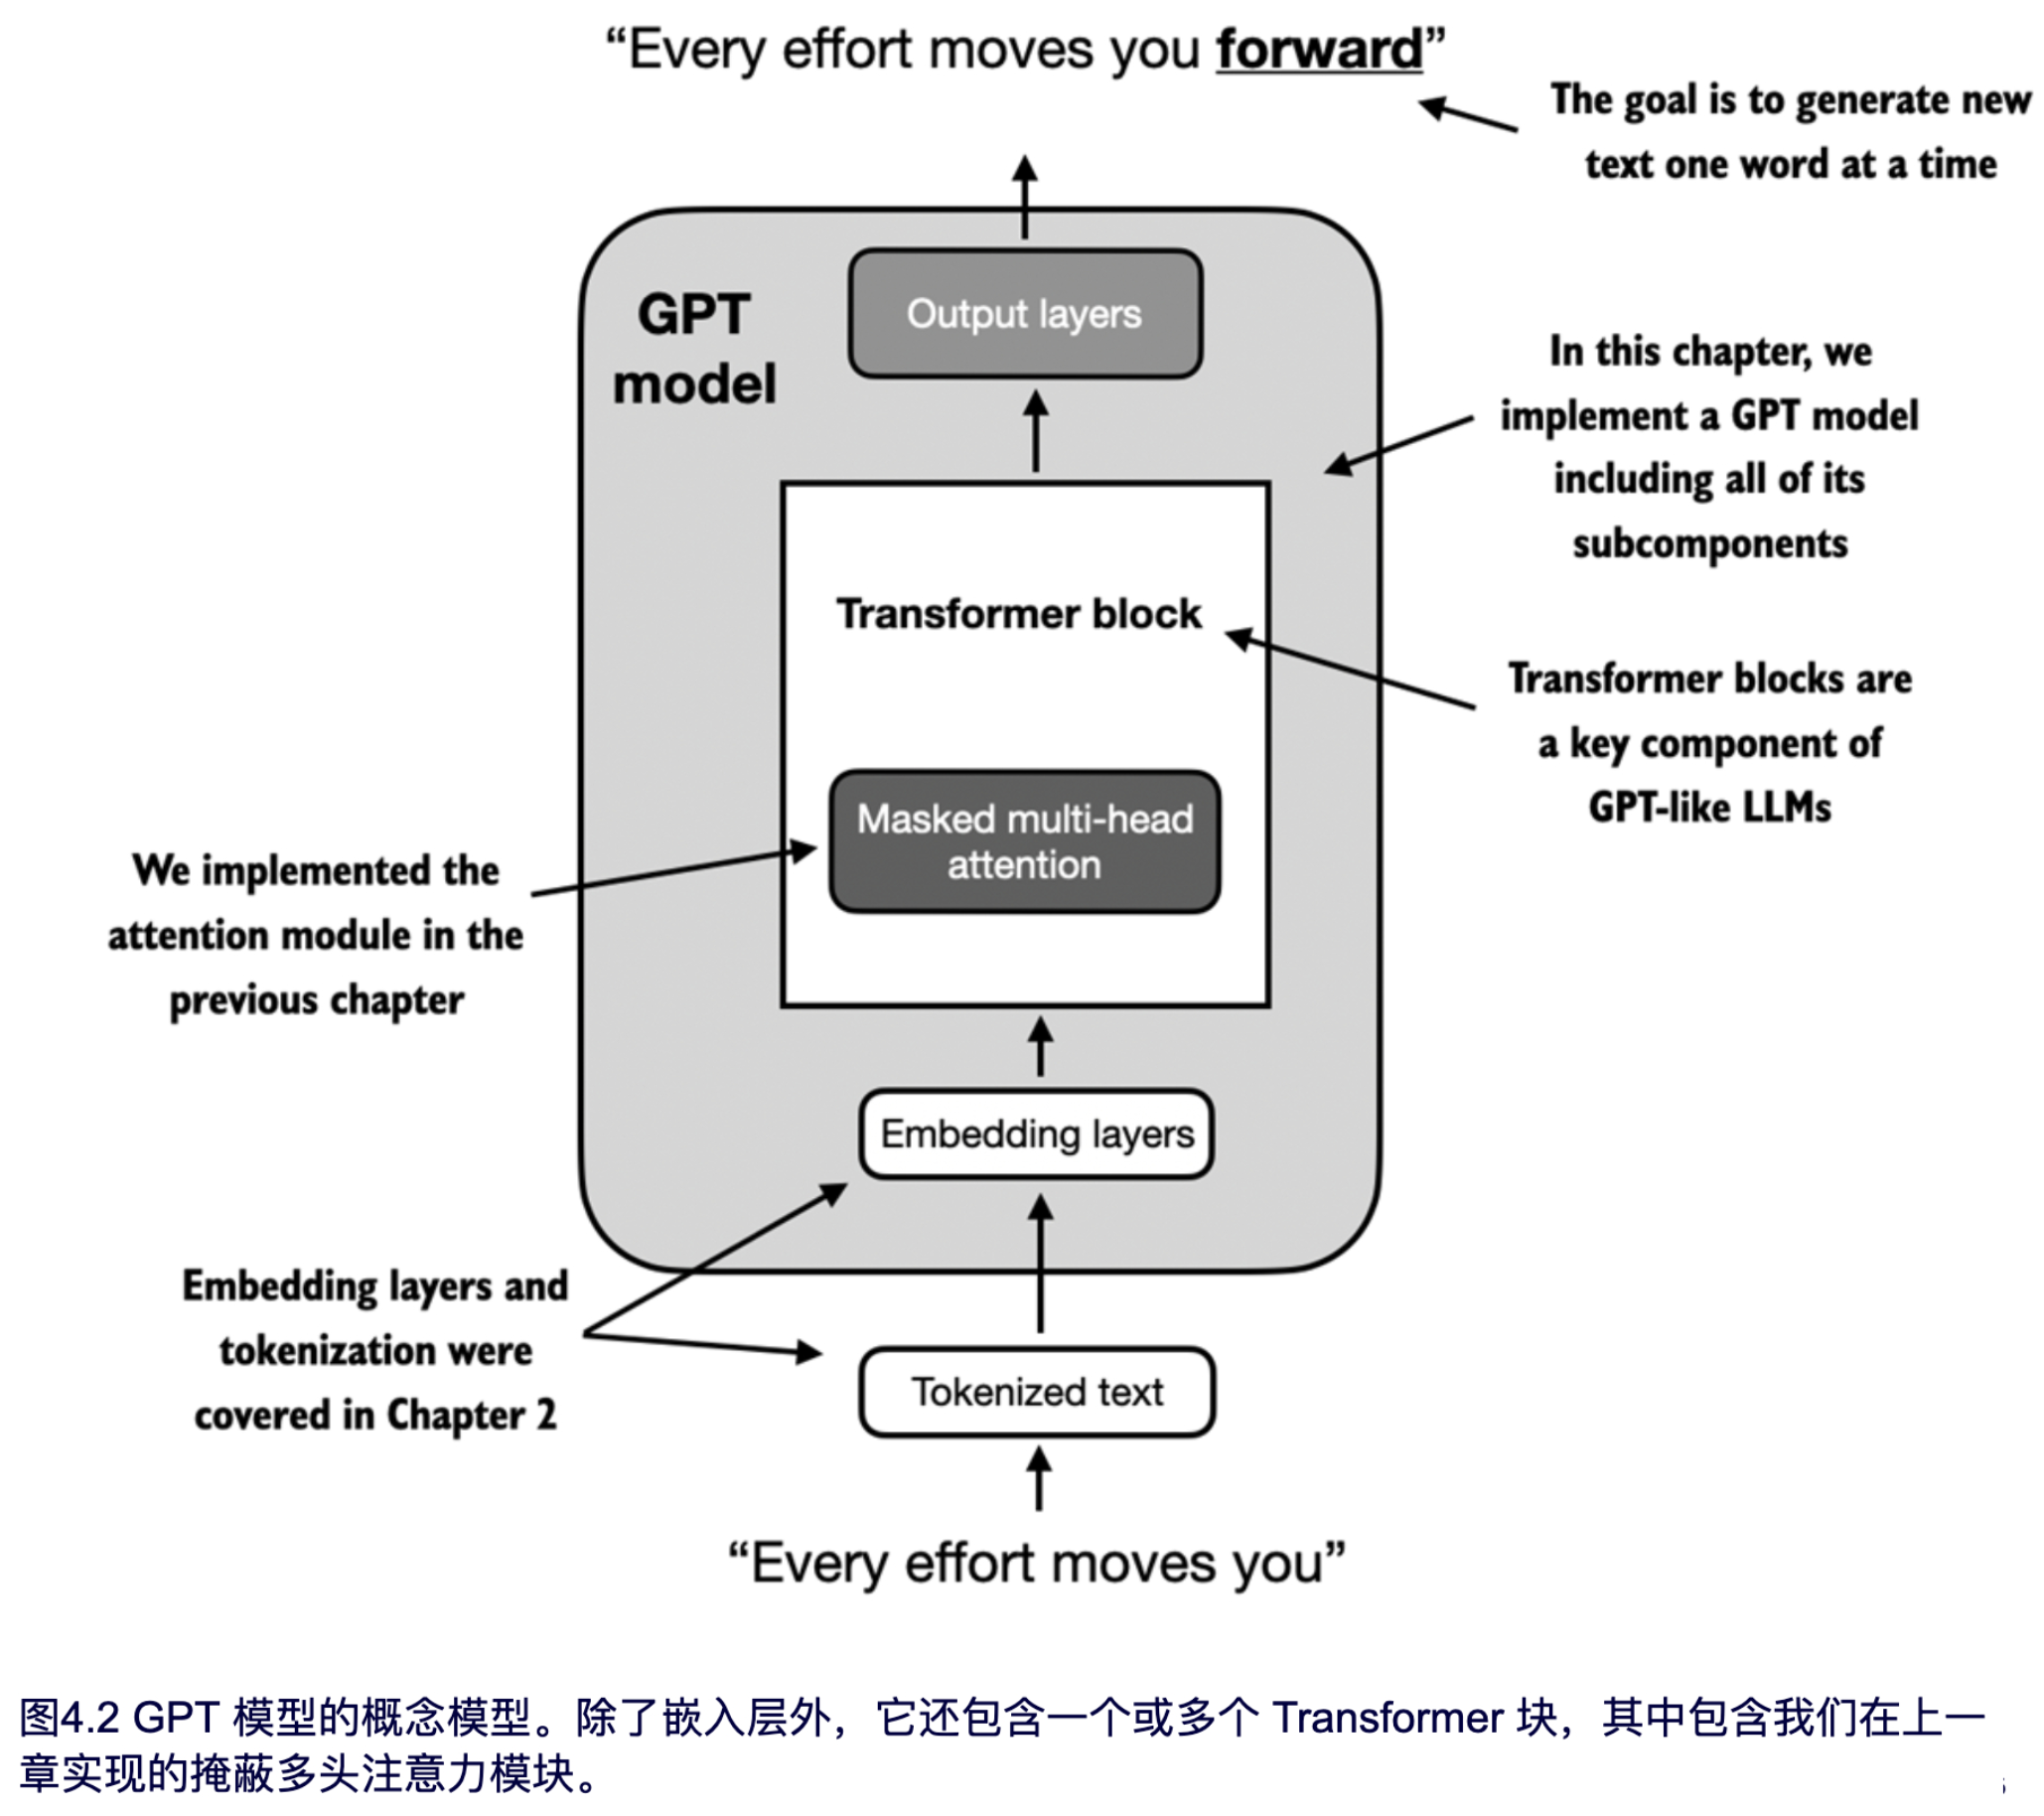 “Every effort moves you forward”
The goal is to generate new
text one word at a time
GPT
model
Output layers
In this chapter, we
implement a GPT model
including all of its
subcomponents
Transformer block
Transformer blocks are
a key component of
GPT-like LLMs
Masked multi-head
attention
We implemented the
attention module in the
previous chapter
Embedding layers
Embedding layers and
tokenization were
covered in Chapter 2
Tokenized text
“Every effort moves you”
图4.2 GPT 模型的概念模型。除了嵌入层外，它还包含一个或多个 Transformer 块，其中包含我们在上一
章实现的掩蔽多头注意力模块。